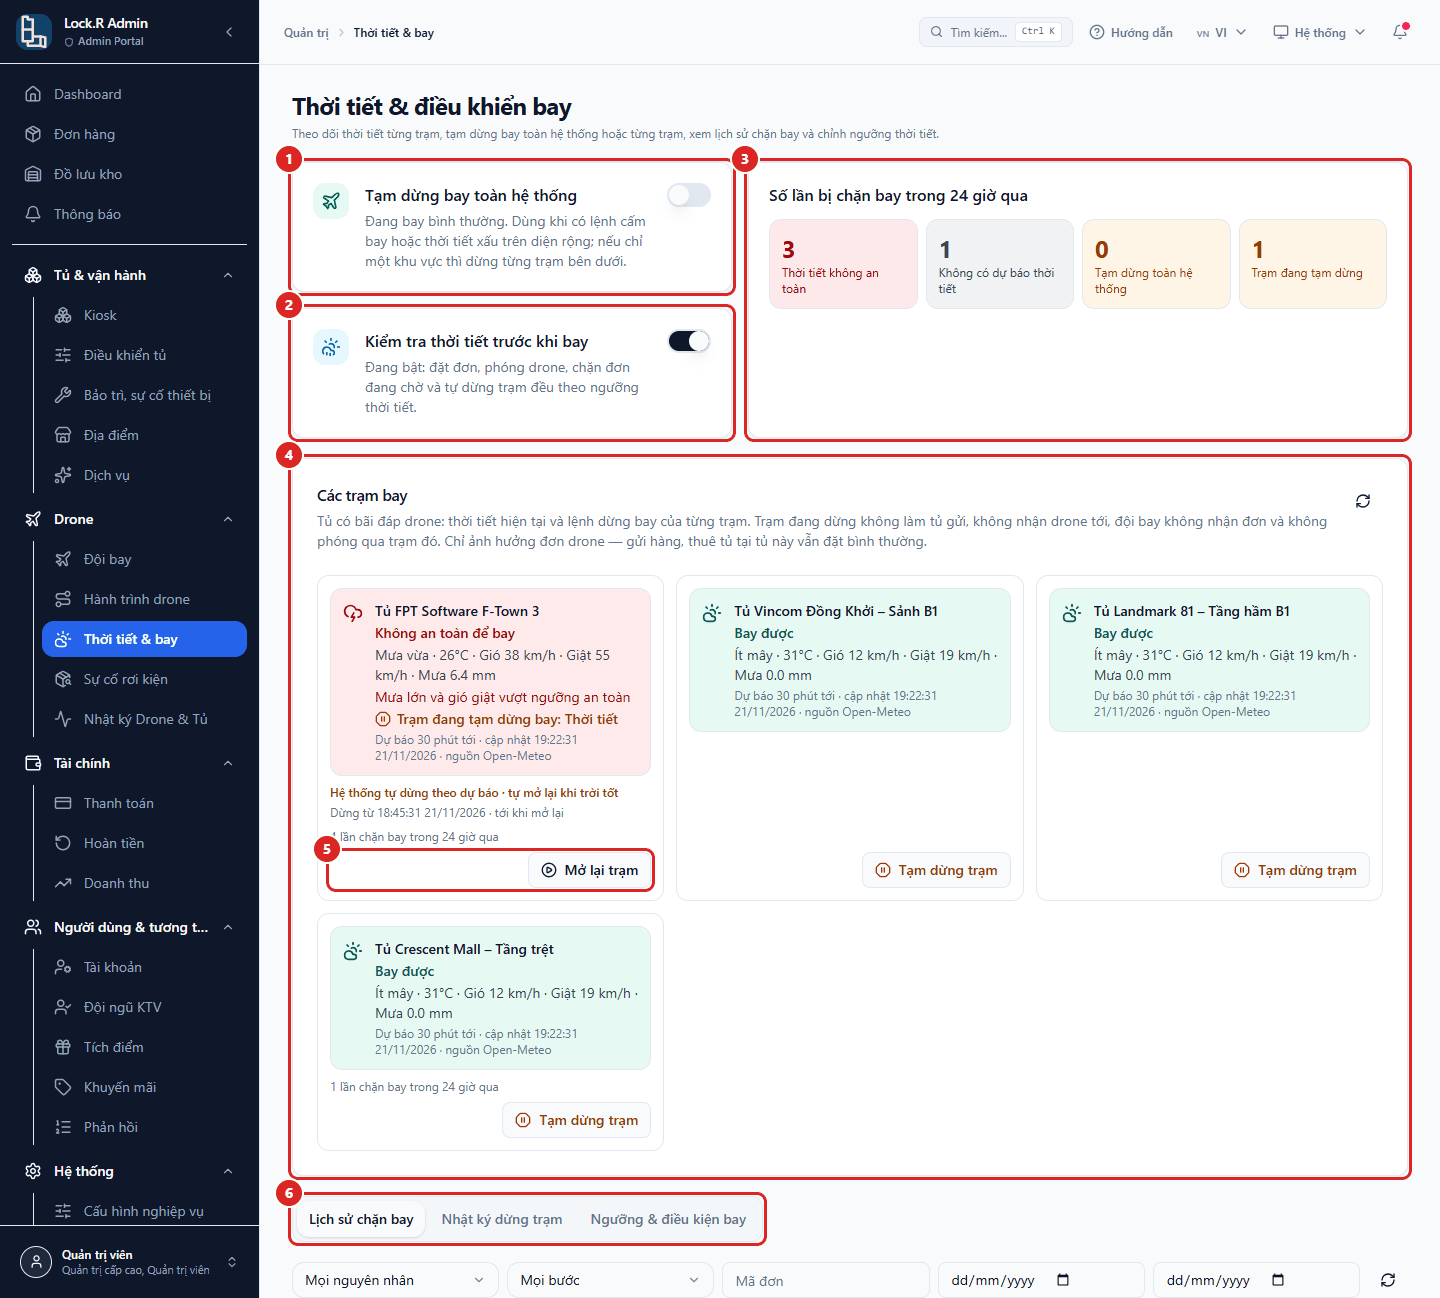 Lock.R Admin
Admin Portal
Dashboard
Đơn hàng
Đồ lưu kho
Thông báo
Tủ & vận hành
Kiosk
Điều khiển tủ
Bảo trì, sự cố thiết bị
Địa điểm
Dịch vụ
Drone
Đội bay
Hành trình drone
Thời tiết & bay
Sự cố rơi kiện
Nhật ký Drone & Tủ
Tài chính
Thanh toán
Hoàn tiền
Doanh thu
Người dùng & tương t...
Tài khoản
Đội ngũ KTV
Tích điểm
Khuyến mãi
Phản hồi
Hệ thống
Cấu hình nghiệp vụ
Quản trị viên
Quản trị cấp cao, Quản trị viên
Quản trị
Thời tiết & bay
Tìm kiếm...
Ctrl K
Hướng dẫn
VN VI
Hệ thống
Thời tiết & điều khiển bay
Theo dõi thời tiết từng trạm, tạm dừng bay toàn hệ thống hoặc từng trạm, xem lịch sử chặn bay và chỉnh ngưỡng thời tiết.
1
Tạm dừng bay toàn hệ thống
Đang bay bình thường. Dùng khi có lệnh cấm
bay hoặc thời tiết xấu trên diện rộng; nếu chỉ
một khu vực thì dừng từng trạm bên dưới.
2
Kiểm tra thời tiết trước khi bay
Đang bật: đặt đơn, phóng drone, chặn đơn
đang chờ và tự dừng trạm đều theo ngưỡng
thời tiết.
3
Số lần bị chặn bay trong 24 giờ qua
3
Thời tiết không an
toàn
1
Không có dự báo thời
tiết
0
Tạm dừng toàn hệ
thống
1
Trạm đang tạm dừng
4
Các trạm bay
Tủ có bãi đáp drone: thời tiết hiện tại và lệnh dừng bay của từng trạm. Trạm đang dừng không làm tủ gửi, không nhận drone tới, đội bay không nhận đơn và không
phóng qua trạm đó. Chỉ ảnh hưởng đơn drone — gửi hàng, thuê tủ tại tủ này vẫn đặt bình thường.
Tủ FPT Software F-Town 3
Không an toàn để bay
Mưa vừa · 26°C · Gió 38 km/h · Giật 55
km/h · Mưa 6.4 mm
Mưa lớn và gió giật vượt ngưỡng an toàn
Trạm đang tạm dừng bay: Thời tiết
Dự báo 30 phút tới · cập nhật 19:22:31
21/11/2026 · nguồn Open-Meteo
Hệ thống tự dừng theo dự báo · tự mở lại khi trời tốt
Dừng từ 18:45:31 21/11/2026 · tới khi mở lại
lần chặn bay trong 24 giờ qua
5
Mở lại trạm
Tủ Vincom Đồng Khởi – Sảnh B1
Bay được
Ít mây · 31°C · Gió 12 km/h · Giật 19 km/h ·
Mưa 0.0 mm
Dự báo 30 phút tới · cập nhật 19:22:31
21/11/2026 · nguồn Open-Meteo
Tạm dừng trạm
Tủ Landmark 81 – Tầng hầm B1
Bay được
Ít mây · 31°C · Gió 12 km/h · Giật 19 km/h ·
Mưa 0.0 mm
Dự báo 30 phút tới · cập nhật 19:22:31
21/11/2026 · nguồn Open-Meteo
Tạm dừng trạm
Tủ Crescent Mall – Tầng trệt
Bay được
Ít mây · 31°C · Gió 12 km/h · Giật 19 km/h ·
Mưa 0.0 mm
Dự báo 30 phút tới · cập nhật 19:22:31
21/11/2026 · nguồn Open-Meteo
1 lần chặn bay trong 24 giờ qua
Tạm dừng trạm
6
Lịch sử chặn bay
Nhật ký dừng trạm
Ngưỡng & điều kiện bay
Mọi nguyên nhân
Mọi bước
Mã đơn
dd/mm/yyyy
dd/mm/yyyy